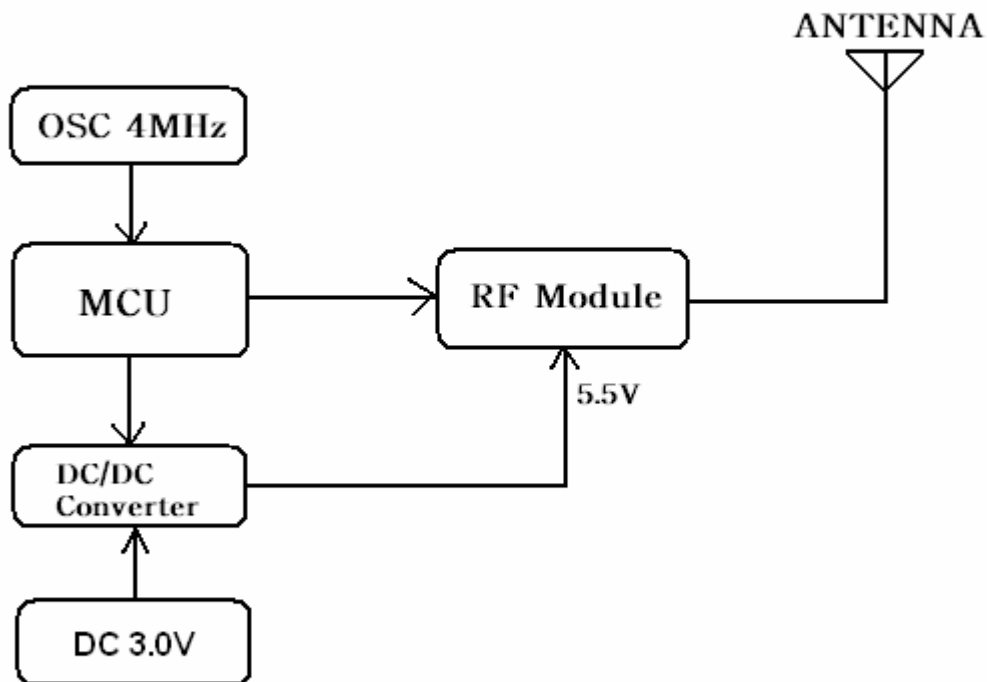 ANTENNA
OSC 4MHz
MCU
RF Module
5.5V
DC/DC
Converter
DC 3.0V